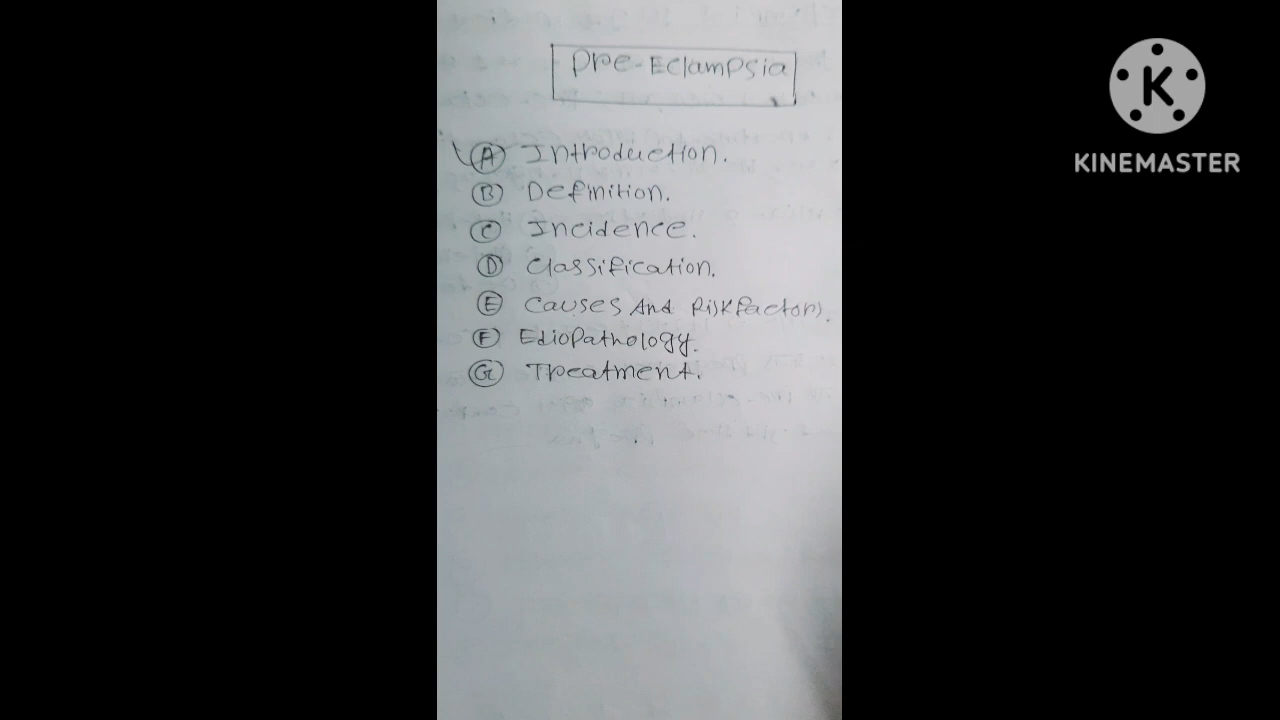 Pre-Eclampsia
A Introduction.
B Definition.
C Incidence.
D Classification.
E Causes And Riskfactors.
F Ediopathology.
G Treatment.
K
KINEMASTER